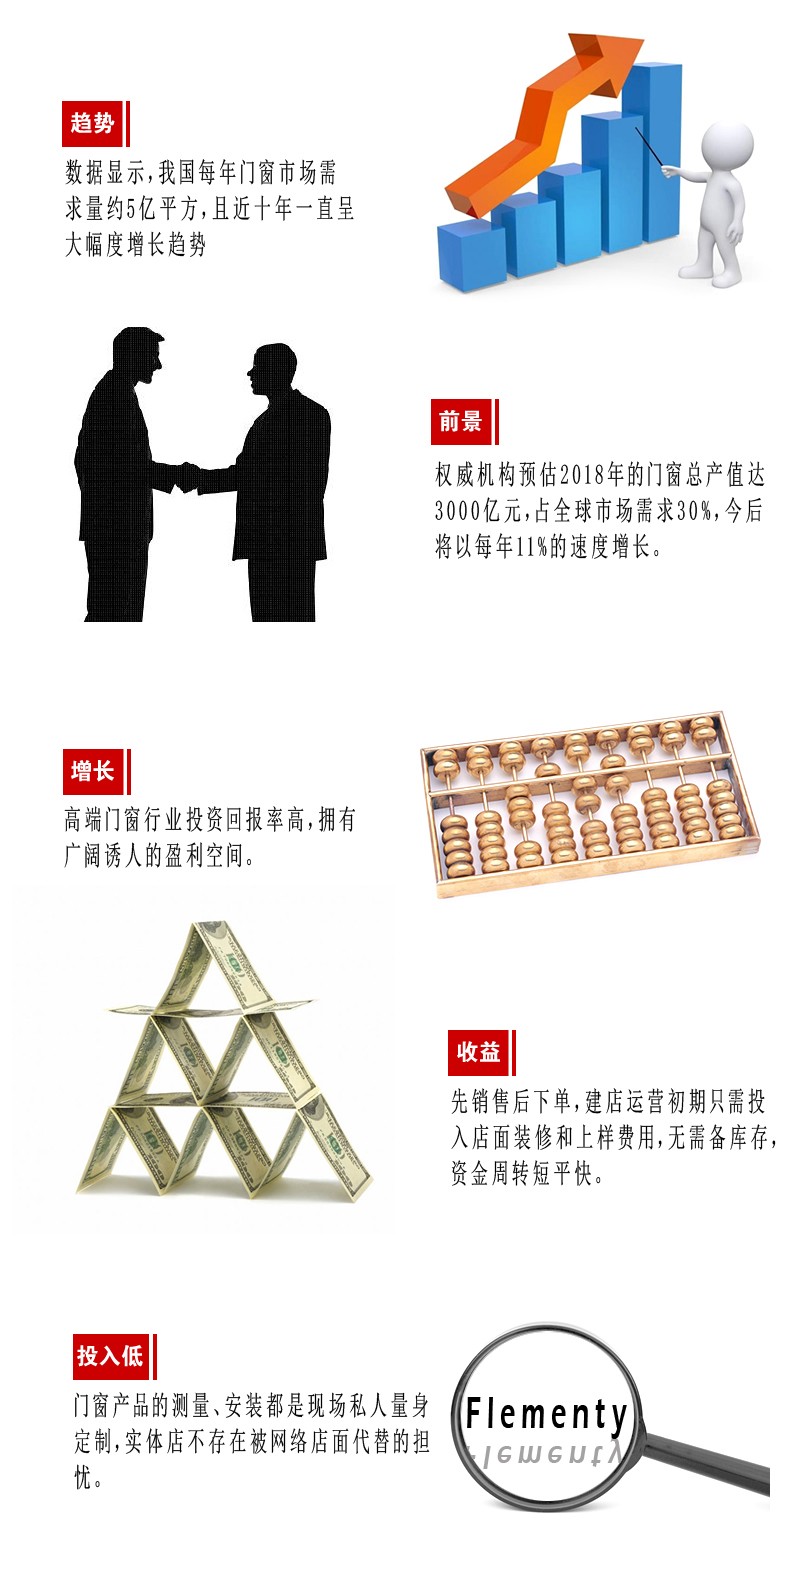 趋势
数据显示,我国每年门窗市场需
求量约5亿平方,且近十年一直呈
大幅度增长趋势
前景
权威机构预估2018年的门窗总产值达
3000亿元,占全球市场需求30%,今后
将以每年11%的速度增长。
增长
高端门窗行业投资回报率高,拥有
广阔诱人的盈利空间。
收益
先销售后下单,建店运营初期只需投
入店面装修和上样费用,无需备库存,
资金周转短平快。
投入低
门窗产品的测量、安装都是现场私人量身
定制,实体店不存在被网络店面代替的担
忧。
Flementy